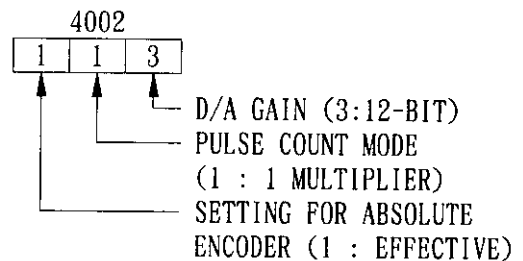 4002
1 1 3
D/A GAIN (3:12-BIT)
PULSE COUNT MODE
(1 : 1 MULTIPLIER)
SETTING FOR ABSOLUTE
ENCODER (1 : EFFECTIVE)